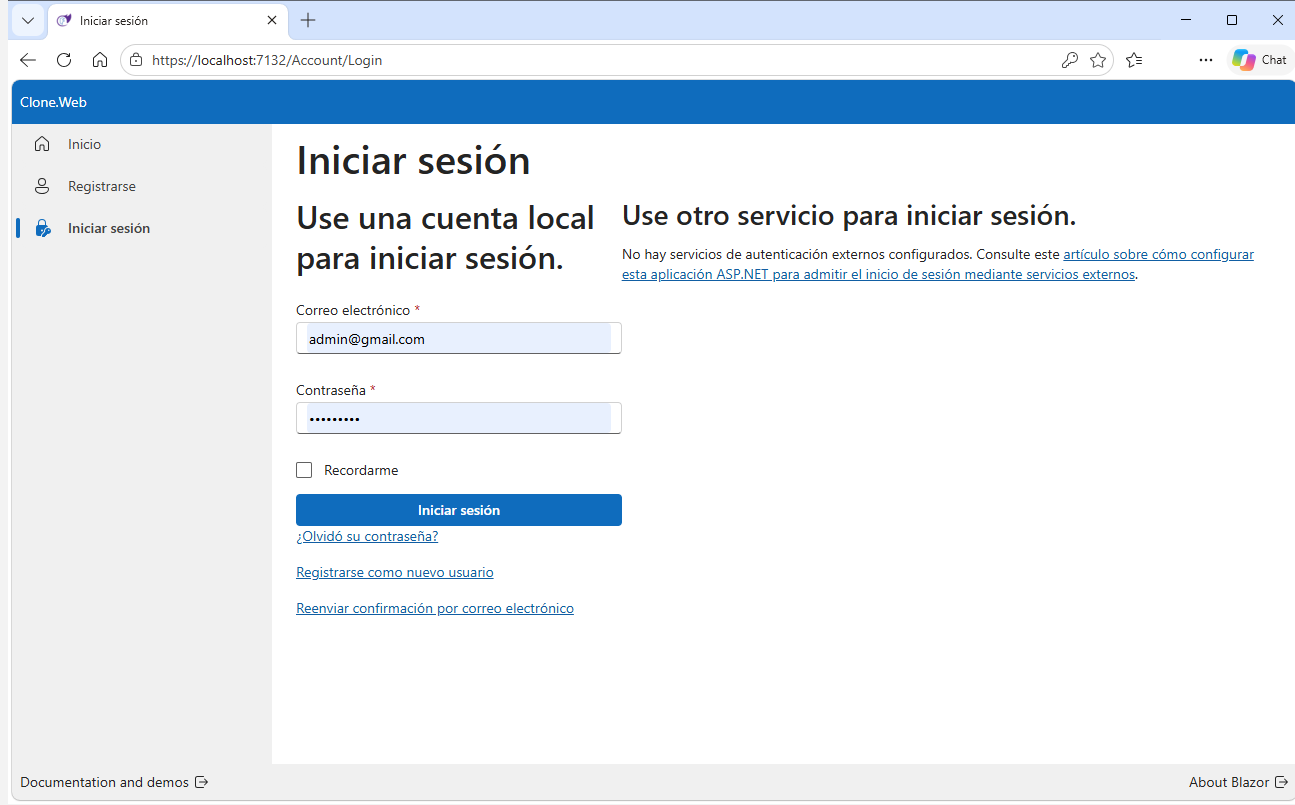 Iniciar sesión
https://localhost:7132/Account/Login
Chat
Clone.Web
Inicio
Registrarse
Iniciar sesión
Iniciar sesión
Use una cuenta local
para iniciar sesión.
Correo electrónico *
admin@gmail.com
Contraseña *
•••••••••
Recordarme
Iniciar sesión
¿Olvidó su contraseña?
Registrarse como nuevo usuario
Reenviar confirmación por correo electrónico
Use otro servicio para iniciar sesión.
No hay servicios de autenticación externos configurados. Consulte este artículo sobre cómo configurar
esta aplicación ASP.NET para admitir el inicio de sesión mediante servicios externos.
Documentation and demos
About Blazor